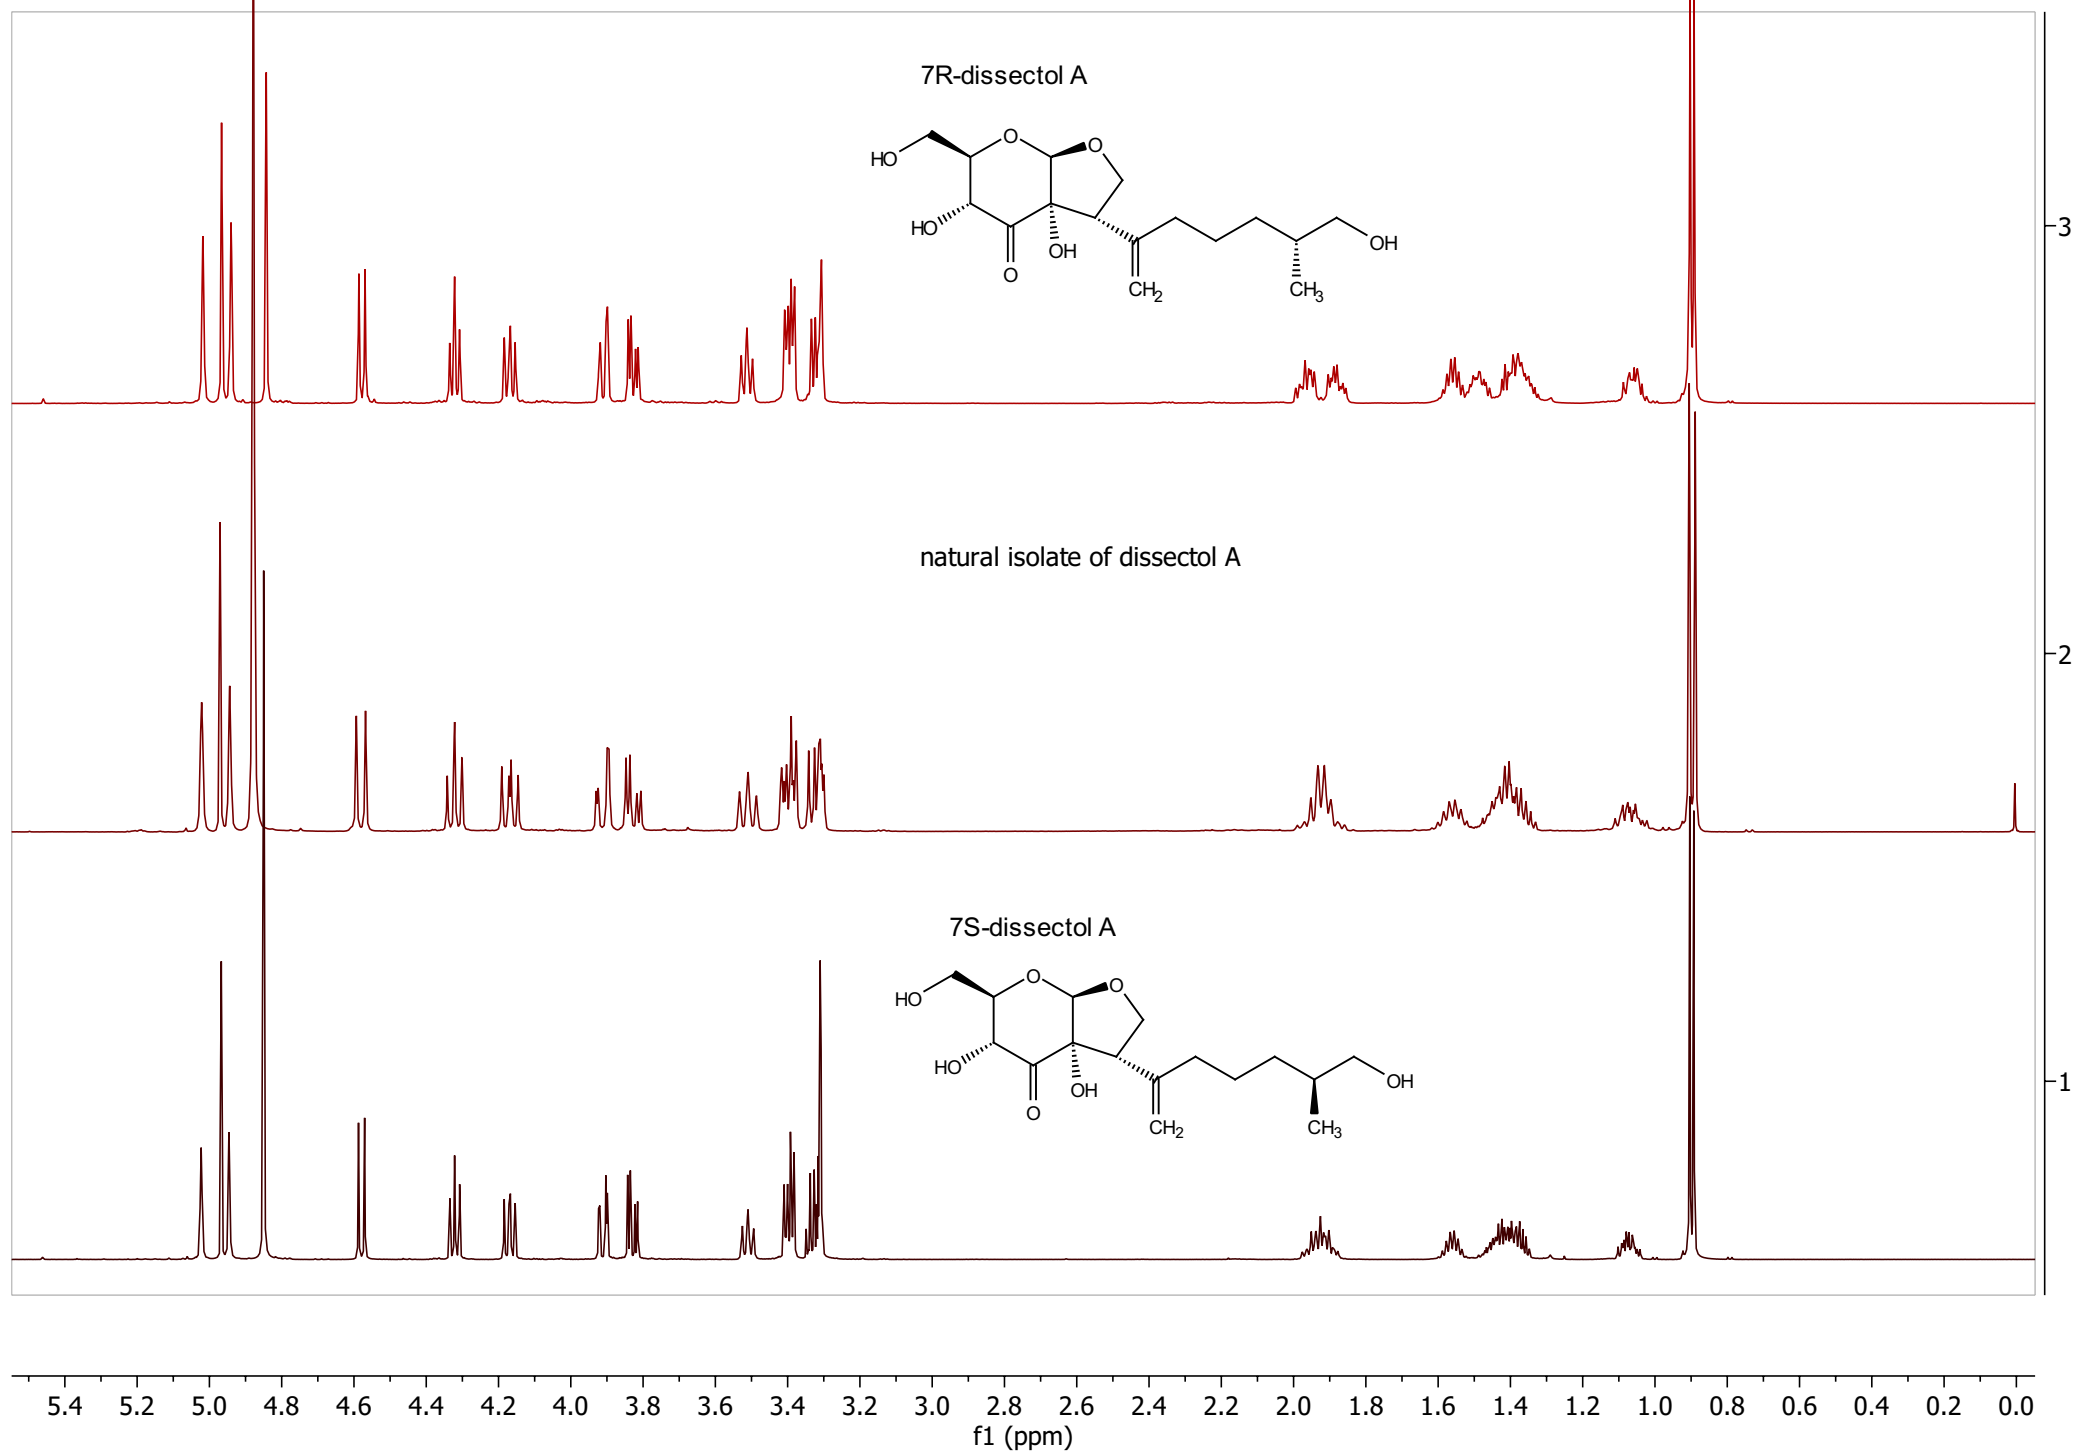 7R-dissectol A
O
O
HO
HO
OH
OH
O
CH2
CH3
3
natural isolate of dissectol A
2
7S-dissectol A
O
O
HO
HO
OH
OH
O
CH2
CH3
1
5.4 5.2 5.0 4.8 4.6 4.4 4.2 4.0 3.8 3.6 3.4 3.2 3.0 2.8 2.6 2.4 2.2 2.0 1.8 1.6 1.4 1.2 1.0 0.8 0.6 0.4 0.2 0.0
f1 (ppm)